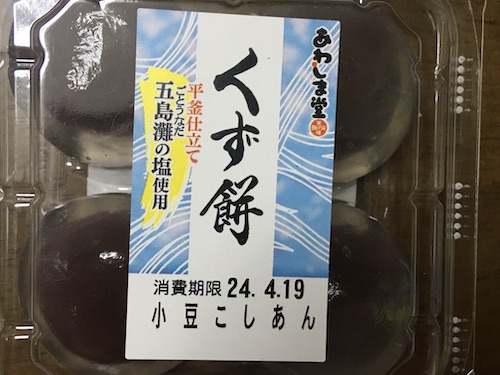 あわしま堂
くず餅
平釜仕立て
ごとうなだ
五島灘の塩使用
消費期限 24. 4.19
小豆こしあん